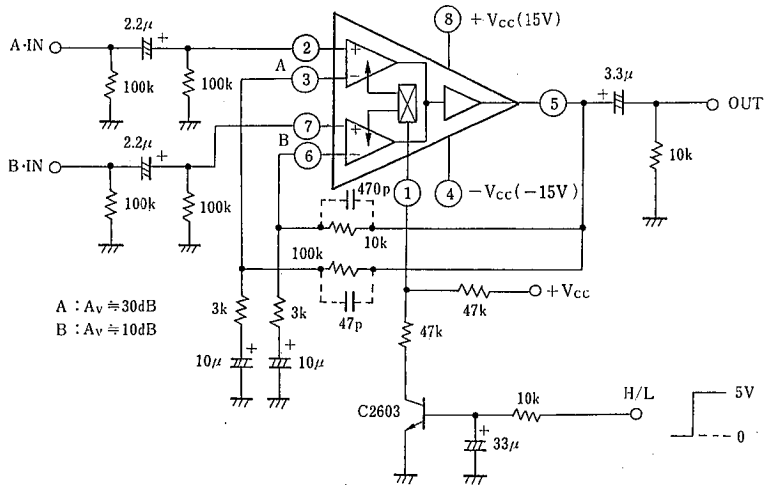 2.2μ
+
A·IN
100k
100k
2
A
3
+
−
8
+Vcc(15V)
5
3.3μ
+
OUT
10k
2.2μ
+
B·IN
100k
100k
7
B
6
+
−
1
4
−Vcc(−15V)
470p
10k
100k
47p
A : Av≒30dB
B : Av≒10dB
3k
3k
+
10μ
+
10μ
47k
+Vcc
47k
C2603
10k
H/L
+
33μ
5V
0